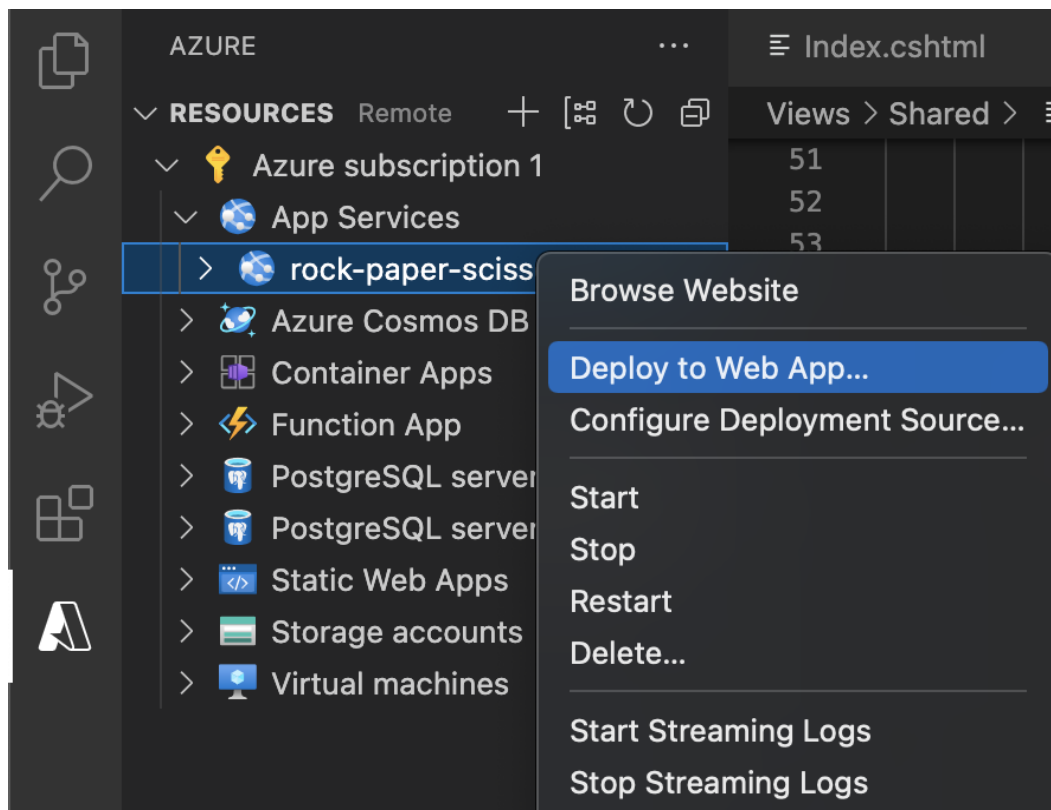 AZURE
Index.cshtml
RESOURCES Remote
Views > Shared >
Azure subscription 1
51
App Services
52
53
rock-paper-sciss
Browse Website
Azure Cosmos DB
Deploy to Web App...
Container Apps
Configure Deployment Source...
Function App
PostgreSQL server
Start
PostgreSQL server
Stop
Static Web Apps
Restart
Storage accounts
Delete...
Virtual machines
Start Streaming Logs
Stop Streaming Logs